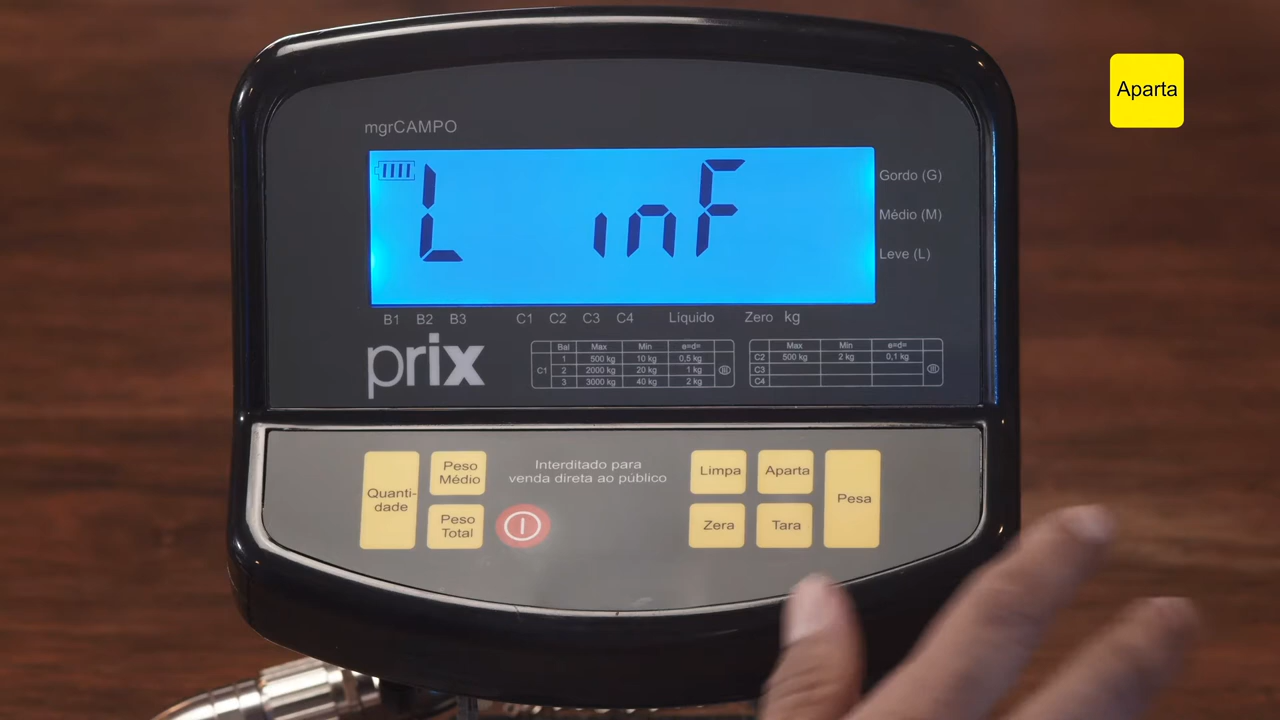 Aparta
mgrCAMPO
L inF
Gordo (G)
Médio (M)
Leve (L)
B1 B2 B3 C1 C2 C3 C4 Liquido Zero kg
prix
Bal Max Min e=d=
C1
1 500 kg 10 kg 0,5 kg
2 2000 kg 20 kg 1 kg
3 3000 kg 40 kg 2 kg
III
Max Min e=d=
C2 500 kg 2 kg 0,1 kg
C3
C4
III
Quanti-
dade
Peso
Médio
Peso
Total
Interditado para
venda direta ao público
Limpa
Aparta
Zera
Tara
Pesa